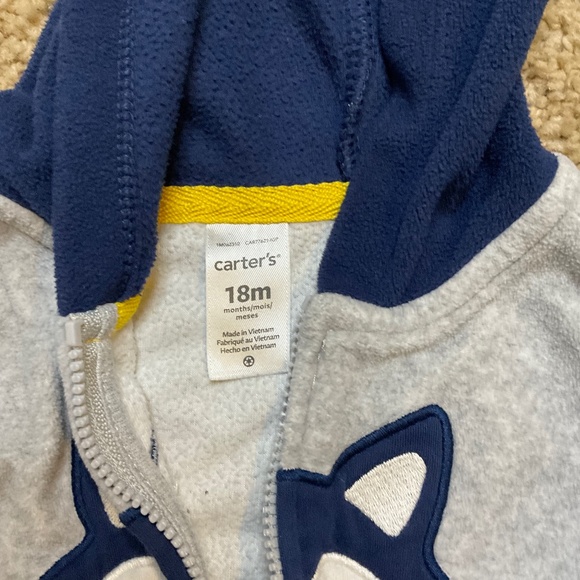 carter's®
18m
months/mois/
meses
Made in Vietnam
Fabriqué au Vietnam
Hecho en Vietnam